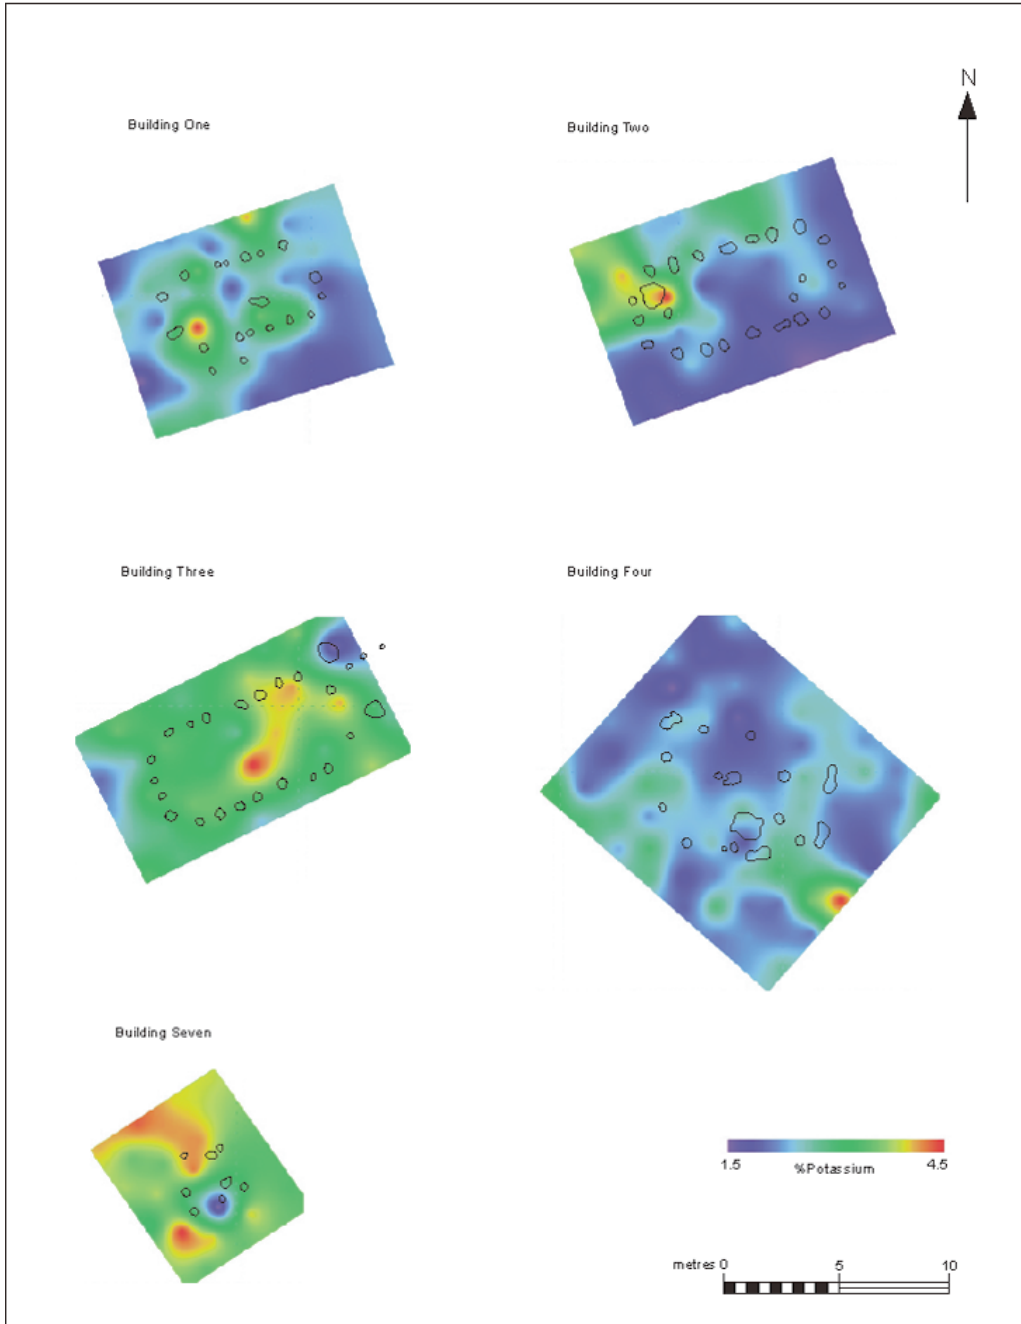 N
Building One
Building Two
Building Three
Building Four
Building Seven
1.5 %Potassium 4.5
metres 0 5 10